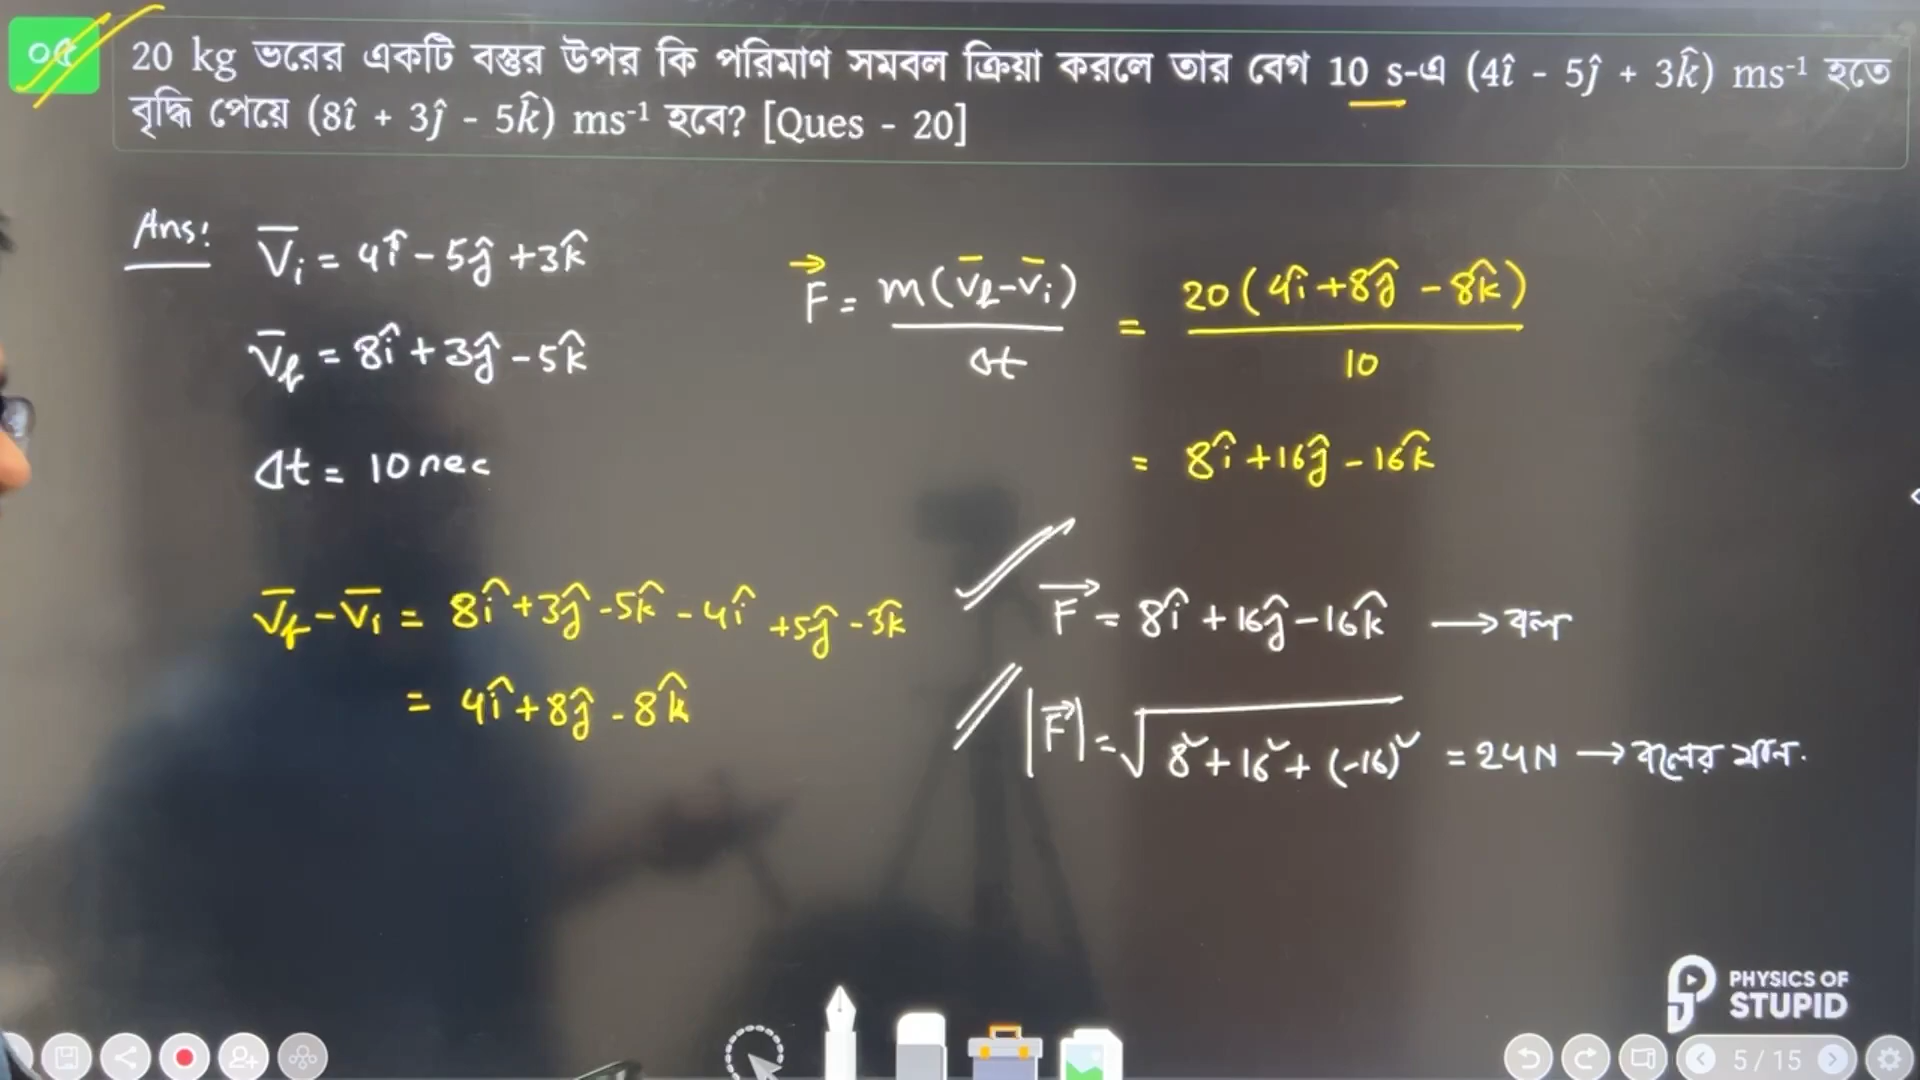 ০৫
20 kg ভরের একটি বস্তুর উপর কি পরিমাণ সমবল ক্রিয়া করলে তার বেগ 10 s-এ (4î - 5ĵ + 3k̂) ms⁻¹ হতে
বৃদ্ধি পেয়ে (8î + 3ĵ - 5k̂) ms⁻¹ হবে? [Ques - 20]
Ans:
V̅ᵢ = 4î - 5ĵ + 3k̂
V̅f = 8î + 3ĵ - 5k̂
Δt = 10 sec
V̅f - V̅ᵢ = 8î + 3ĵ - 5k̂ - 4î + 5ĵ - 3k̂
= 4î + 8ĵ - 8k̂
F⃗ = m(v̅f - v̅ᵢ)/Δt = 20(4î + 8ĵ - 8k̂)/10
= 8î + 16ĵ - 16k̂
F⃗ = 8î + 16ĵ - 16k̂ → বল
|F⃗| = √(8² + 16² + (-16)²) = 24N → বলের মান.
PHYSICS OF
STUPID
5 / 15